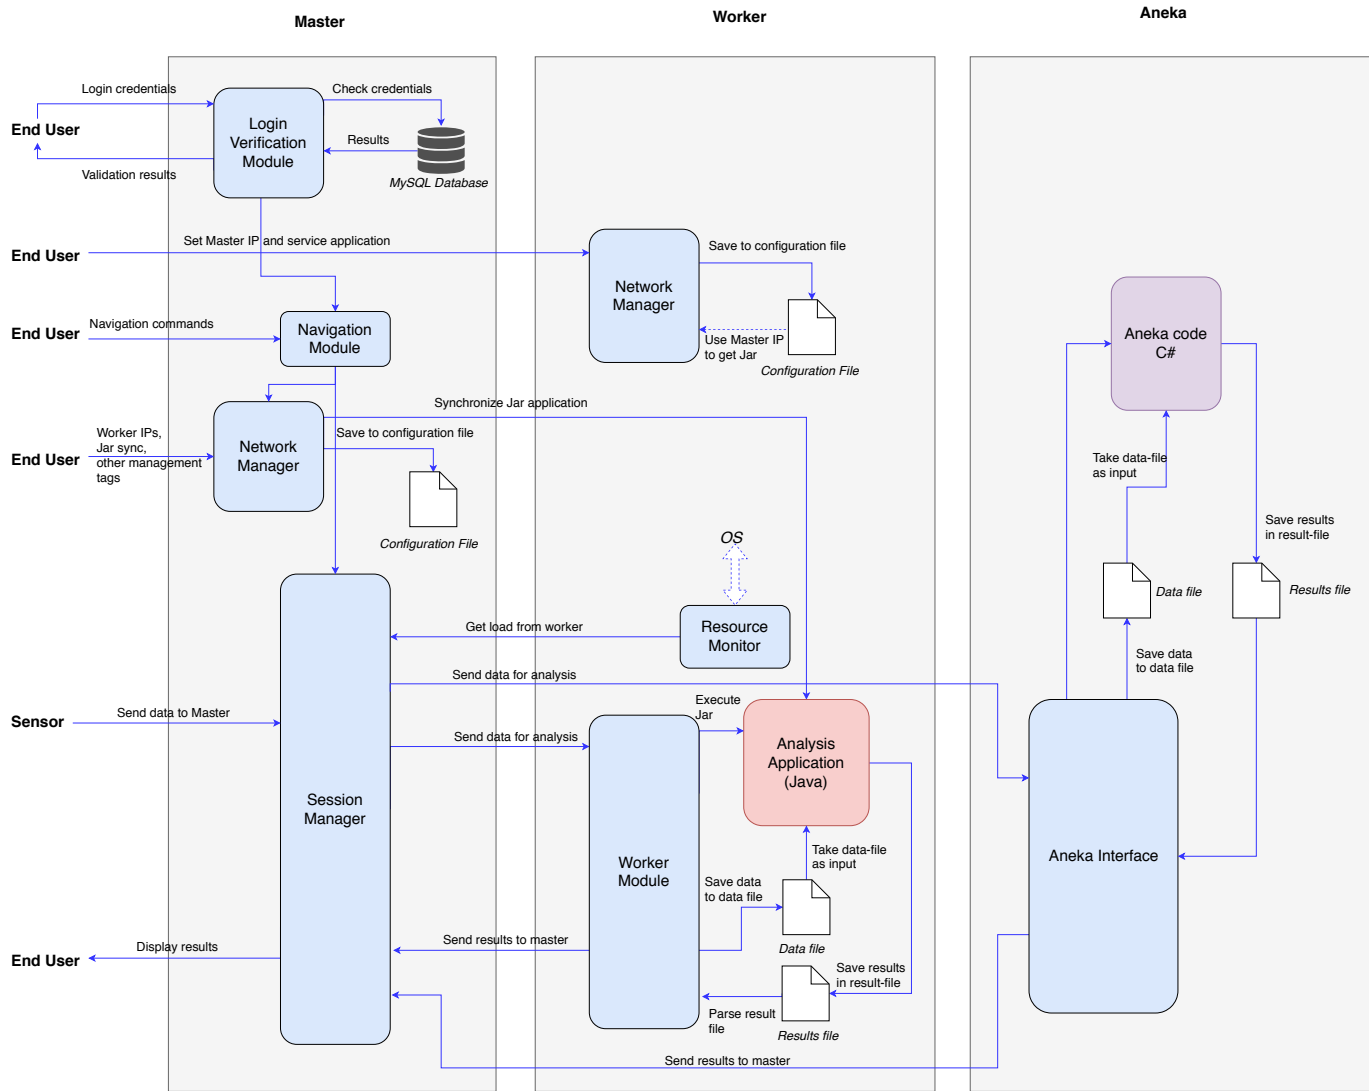 Master
Worker
Aneka
Login credentials
Check credentials
End User
Login
Verification
Module
Results
Validation results
MySQL Database
Set Master IP and service application
End User
Network
Manager
Save to configuration file
Use Master IP
to get Jar
Configuration File
Navigation commands
End User
Navigation
Module
Aneka code
C#
Synchronize Jar application
Worker IPs,
Jar sync,
other management
tags
End User
Network
Manager
Save to configuration file
Configuration File
Take data-file
as input
Save results
in result-file
Data file
Results file
Save data
to data file
OS
Resource
Monitor
Get load from worker
Send data for analysis
Sensor
Send data to Master
Send data for analysis
Execute
Jar
Analysis
Application
(Java)
Session
Manager
Worker
Module
Take data-file
as input
Save data
to data file
Data file
Aneka Interface
Send results to master
End User
Display results
Save results
in result-file
Parse result
file
Results file
Send results to master